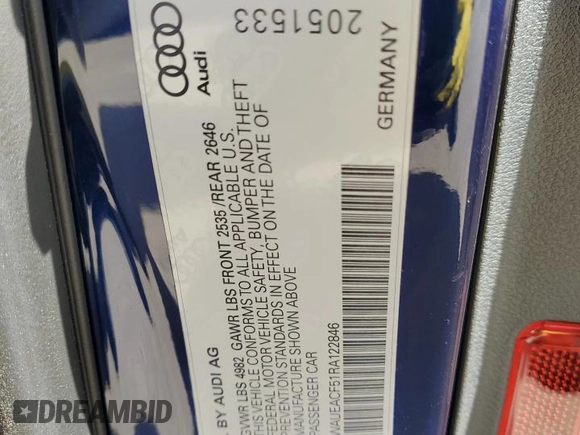 Audi
2051533
GERMANY
. BY AUDI AG
GVWR LBS 4982 GAWR LBS FRONT 2535 /REAR 2646
THIS VEHICLE CONFORMS TO ALL APPLICABLE U.S.
FEDERAL MOTOR VEHICLE SAFETY, BUMPER AND THEFT
PREVENTION STANDARDS IN EFFECT ON THE DATE OF
MANUFACTURE SHOWN ABOVE
PASSENGER CAR
WAUEACF51RA122846
REDAMBID